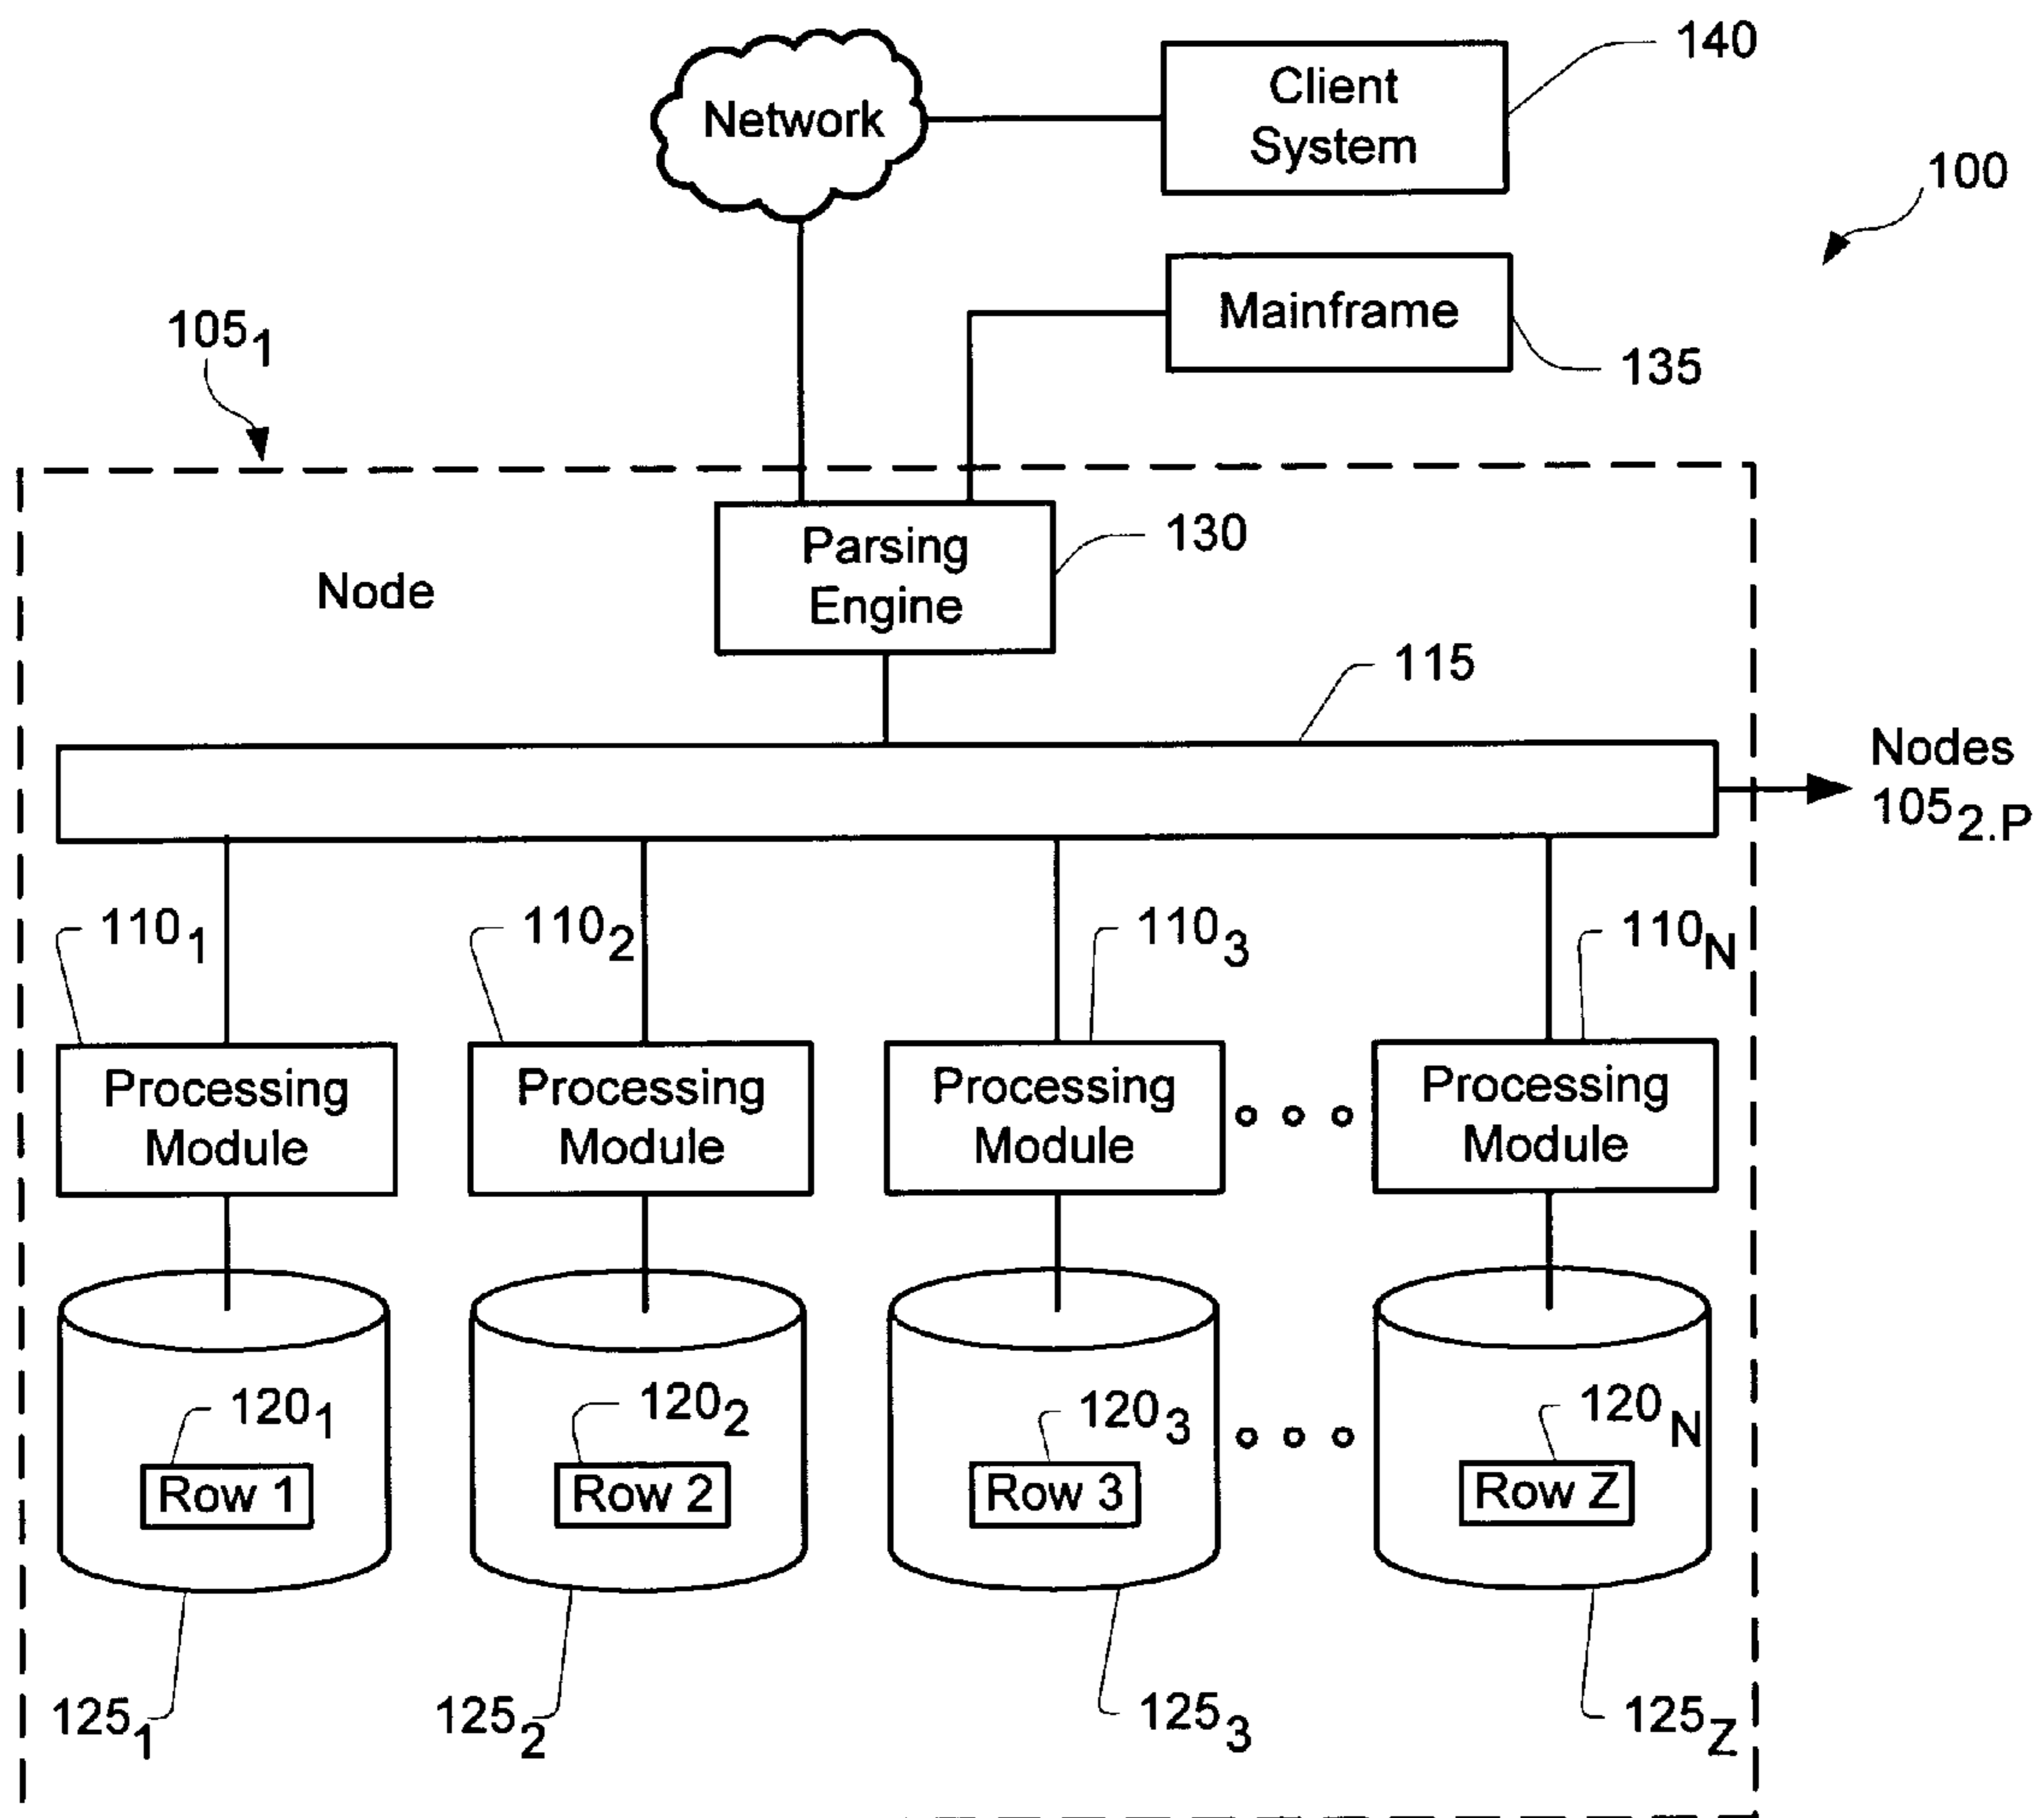 140
Client
System
Network
100
Mainframe
135
105₁
Parsing
Engine
130
Node
115
Nodes
105₂.P
110₁
110₂
110₃
110N
Processing
Module
Processing
Module
Processing
Module
Processing
Module
120₁
120₂
120₃
120N
Row 1
Row 2
Row 3
Row Z
125₁
125₂
125₃
125Z